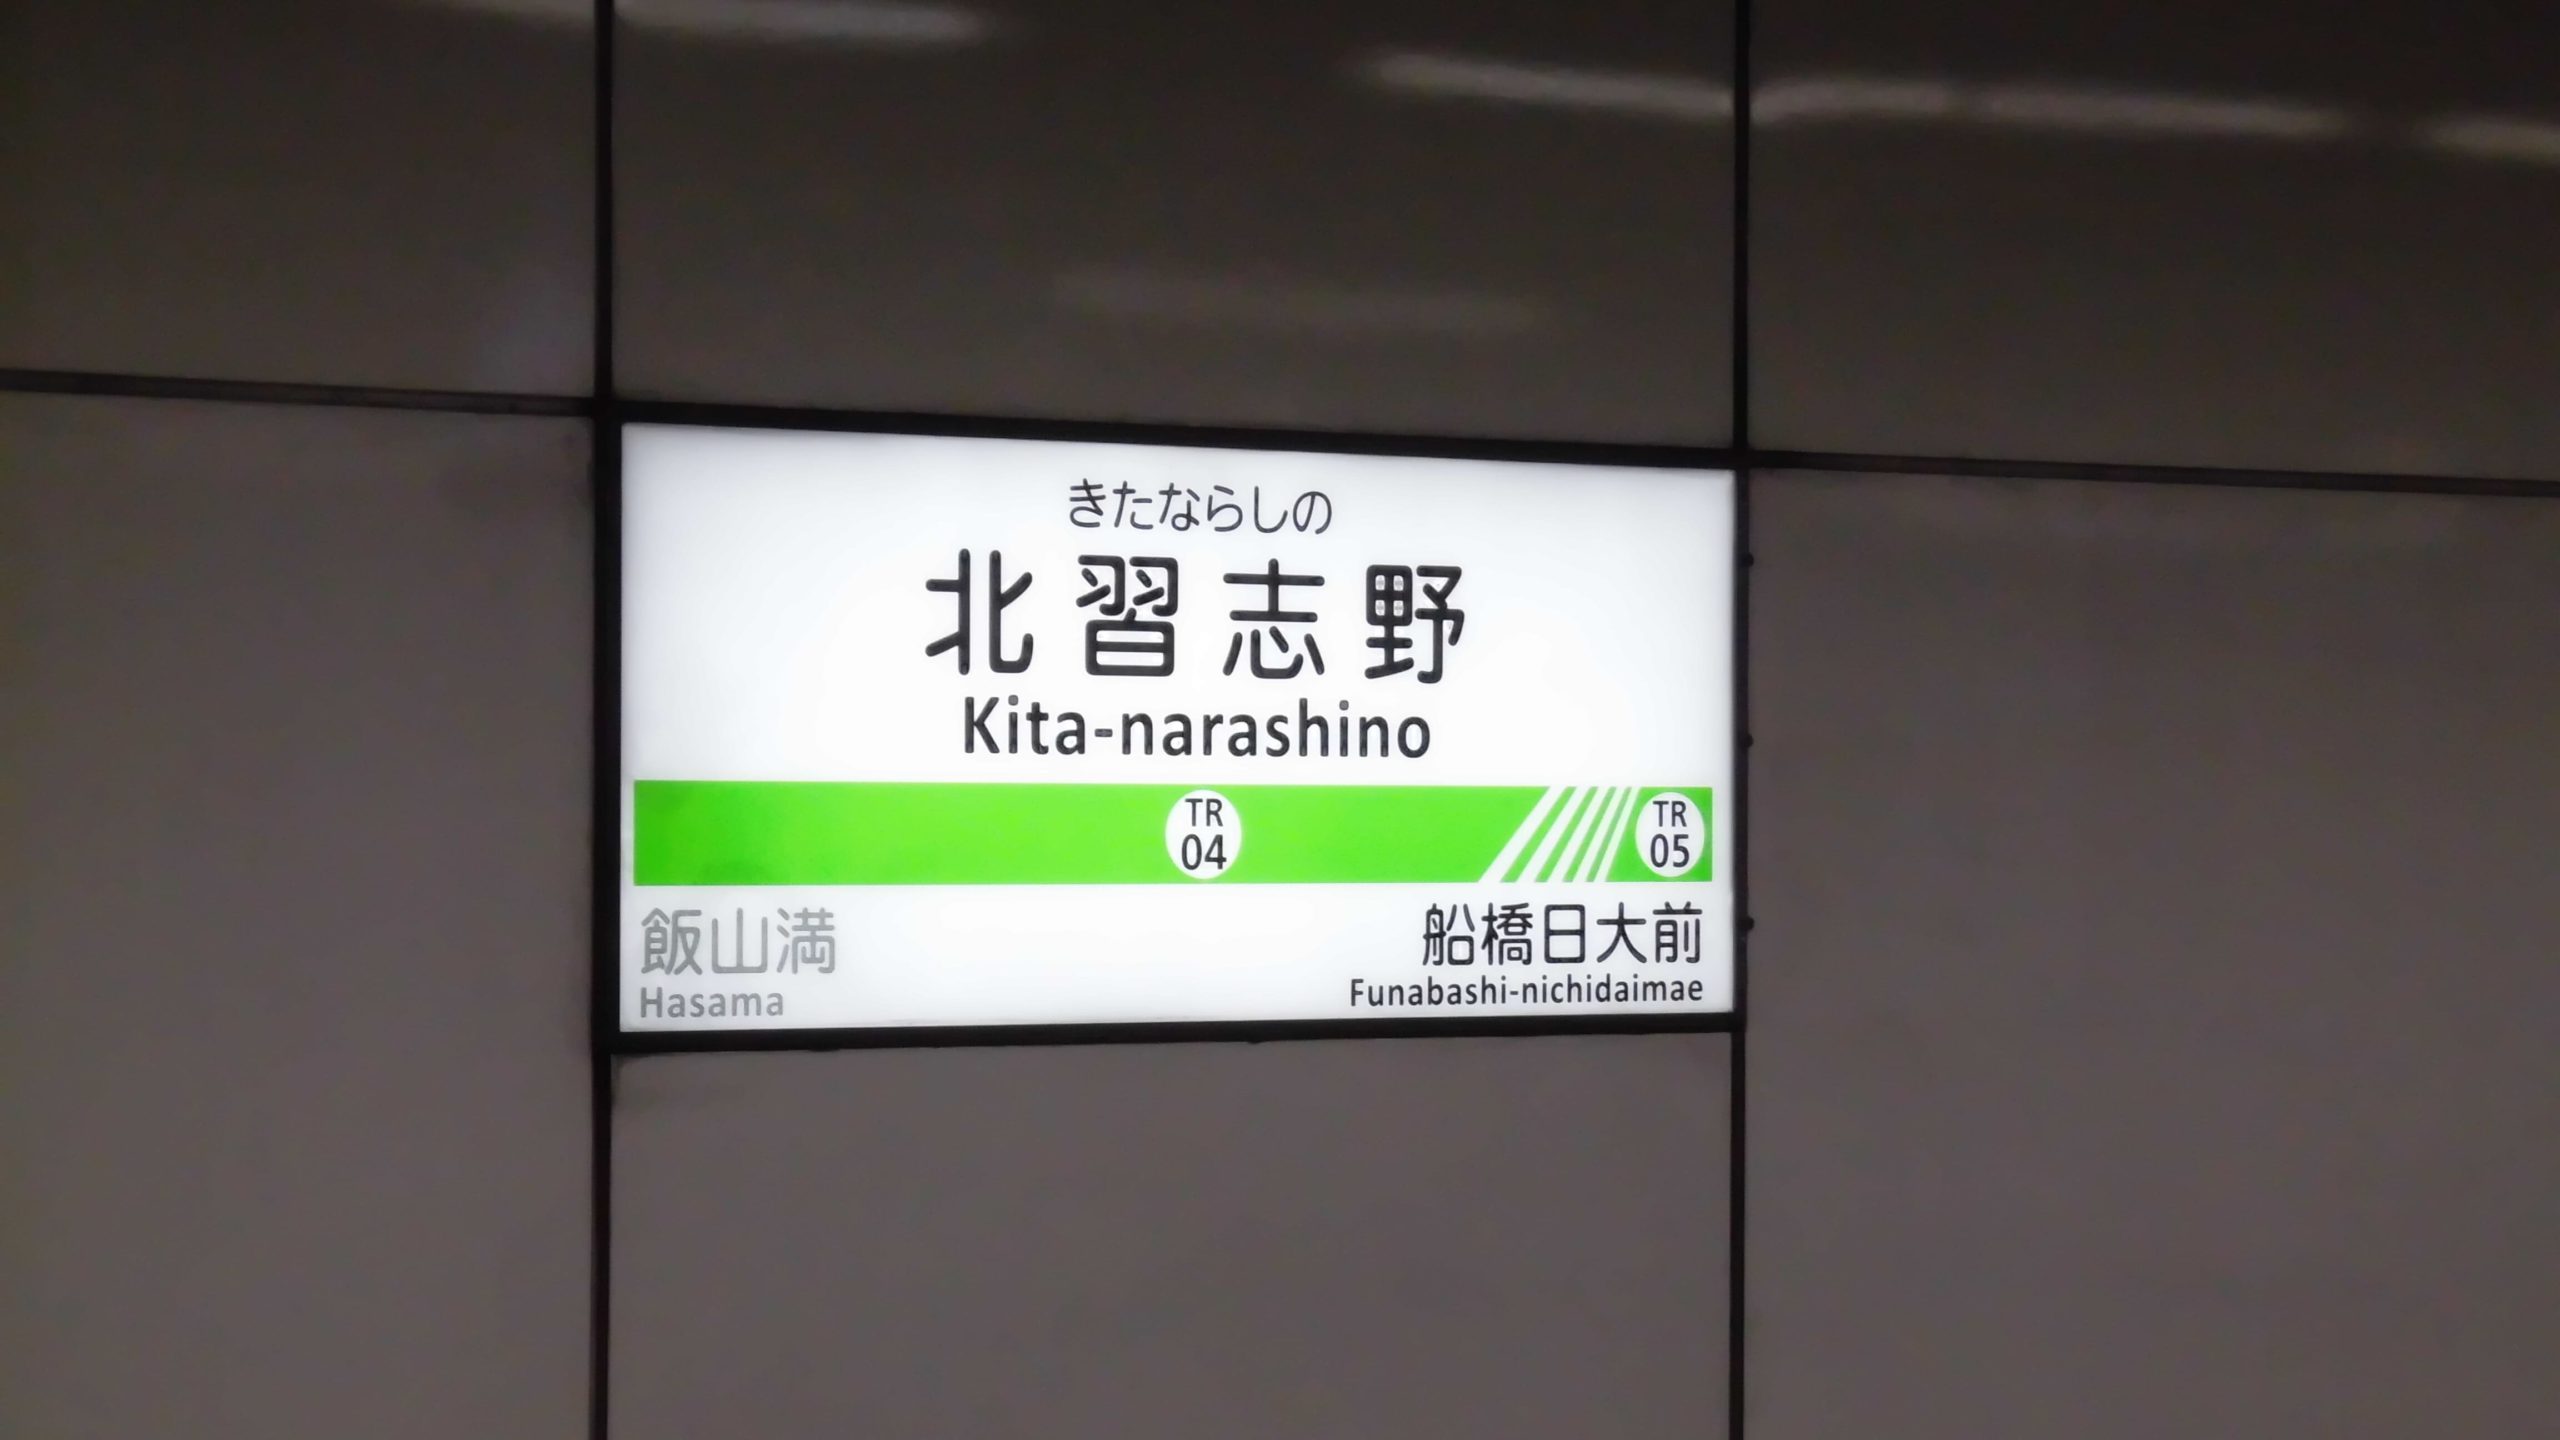 きたならしの
北習志野
Kita-narashino
TR
04
TR
05
飯山満
Hasama
船橋日大前
Funabashi-nichidaimae